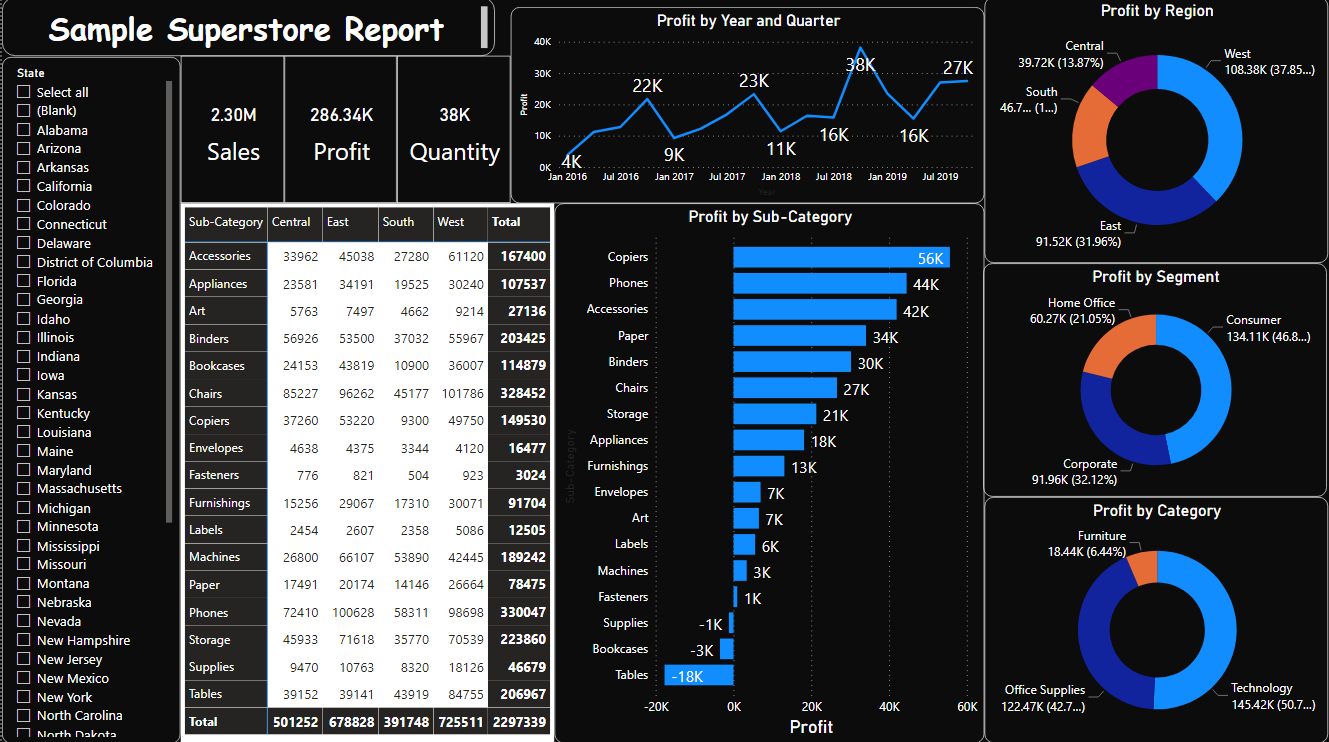 Sample Superstore Report
State
Select all
(Blank)
Alabama
Arizona
Arkansas
California
Colorado
Connecticut
Delaware
District of Columbia
Florida
Georgia
Idaho
Illinois
Indiana
Iowa
Kansas
Kentucky
Louisiana
Maine
Maryland
Massachusetts
Michigan
Minnesota
Mississippi
Missouri
Montana
Nebraska
Nevada
New Hampshire
New Jersey
New Mexico
New York
North Carolina
North Dakota
2.30M
Sales
286.34K
Profit
38K
Quantity
Profit by Year and Quarter
Profit
40K
30K
20K
10K
0K
4K
22K
9K
23K
11K
16K
38K
16K
27K
Jan 2016 Jul 2016 Jan 2017 Jul 2017 Jan 2018 Jul 2018 Jan 2019 Jul 2019
Year
Sub-Category Central East South West Total
Accessories 33962 45038 27280 61120 167400
Appliances 23581 34191 19525 30240 107537
Art 5763 7497 4662 9214 27136
Binders 56926 53500 37032 55967 203425
Bookcases 24153 43819 10900 36007 114879
Chairs 85227 96262 45177 101786 328452
Copiers 37260 53220 9300 49750 149530
Envelopes 4638 4375 3344 4120 16477
Fasteners 776 821 504 923 3024
Furnishings 15256 29067 17310 30071 91704
Labels 2454 2607 2358 5086 12505
Machines 26800 66107 53890 42445 189242
Paper 17491 20174 14146 26664 78475
Phones 72410 100628 58311 98698 330047
Storage 45933 71618 35770 70539 223860
Supplies 9470 10763 8320 18126 46679
Tables 39152 39141 43919 84755 206967
Total 501252 678828 391748 725511 2297339
Profit by Sub-Category
Sub-Category
Copiers 56K
Phones 44K
Accessories 42K
Paper 34K
Binders 30K
Chairs 27K
Storage 21K
Appliances 18K
Furnishings 13K
Envelopes 7K
Art 7K
Labels 6K
Machines 3K
Fasteners 1K
Supplies -1K
Bookcases -3K
Tables -18K
-20K 0K 20K 40K 60K
Profit
Profit by Region
Central
39.72K (13.87%)
West
108.38K (37.85...)
South
46.7... (1...)
East
91.52K (31.96%)
Profit by Segment
Home Office
60.27K (21.05%)
Consumer
134.11K (46.8...)
Corporate
91.96K (32.12%)
Profit by Category
Furniture
18.44K (6.44%)
Office Supplies
122.47K (42.7...)
Technology
145.42K (50.7...)